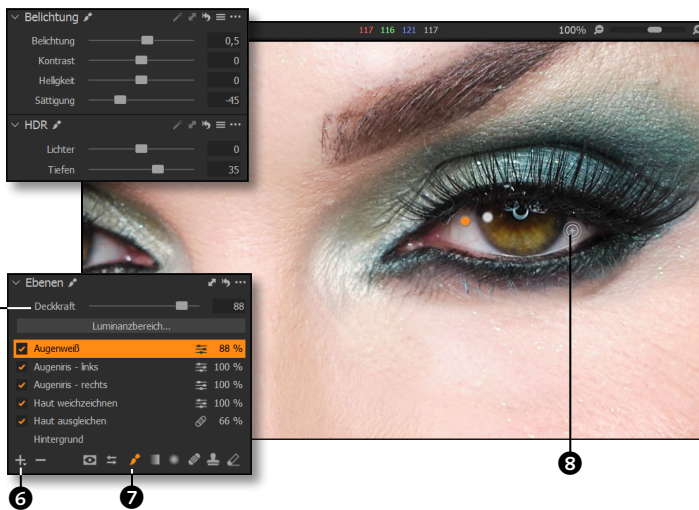 Belichtung
Belichtung 0,5
Kontrast 0
Helligkeit 0
Sättigung -45
HDR
Lichter 0
Tiefen 35
117 116 121 117 100%
Ebenen
Deckkraft 88
Luminanzbereich...
Augenweiß 88 %
Augeniris - links 100 %
Augeniris - rechts 100 %
Haut weichzeichnen 100 %
Haut ausgleichen 66 %
Hintergrund
6 7 8